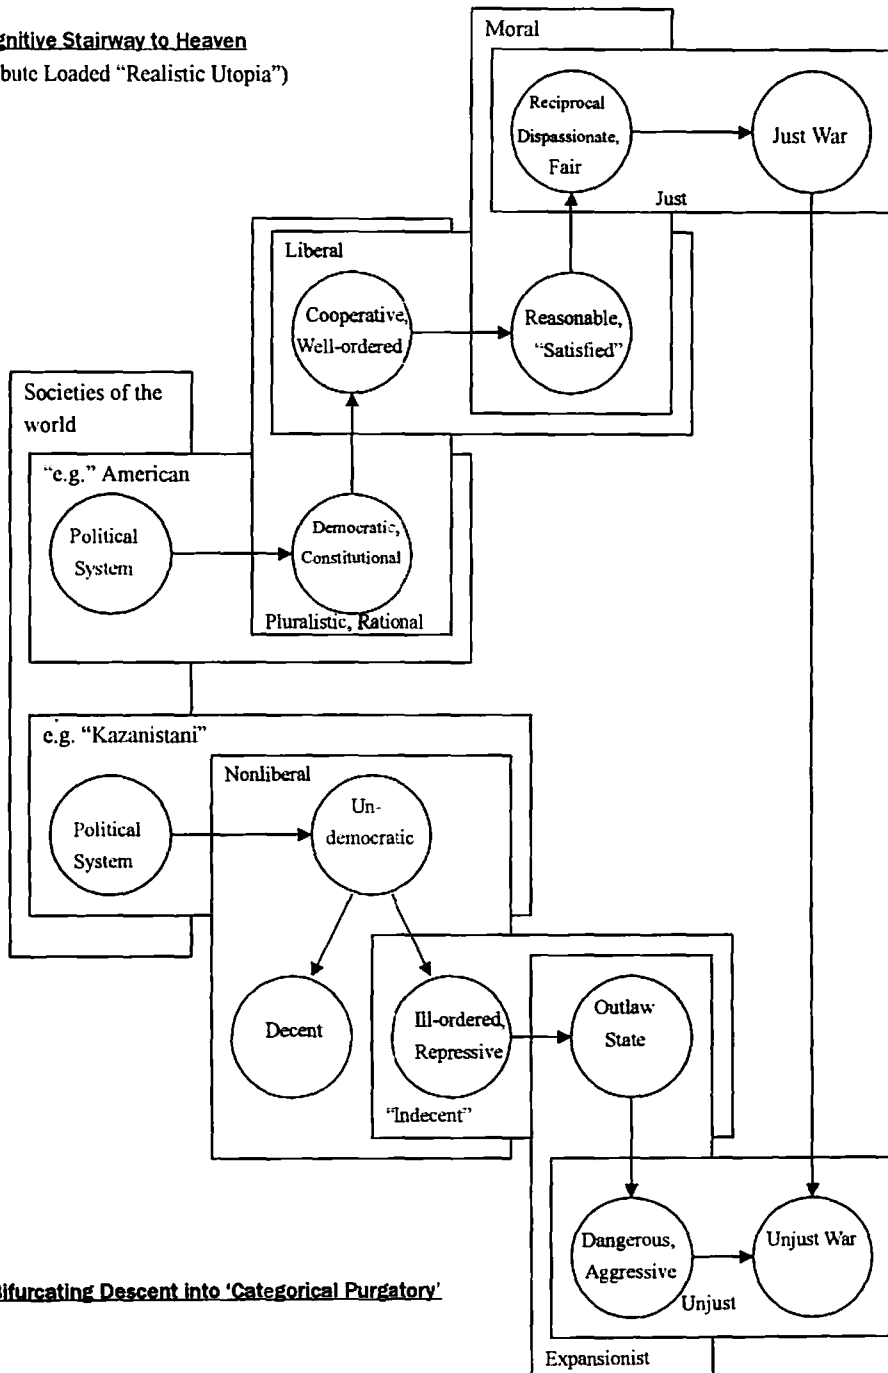 gnitive Stairway to Heaven
bute Loaded “Realistic Utopia”)
Moral
Reciprocal
Dispassionate,
Fair
Just War
Just
Liberal
Cooperative,
Well-ordered
Reasonable,
“Satisfied”
Societies of the
world
“e.g.” American
Political
System
Democratic,
Constitutional
Pluralistic, Rational
e.g. “Kazanistani”
Political
System
Nonliberal
Un-
democratic
Decent
Ill-ordered,
Repressive
“Indecent”
Outlaw
State
Dangerous,
Aggressive
Unjust War
Unjust
Expansionist
Bifurcating Descent into ‘Categorical Purgatory’